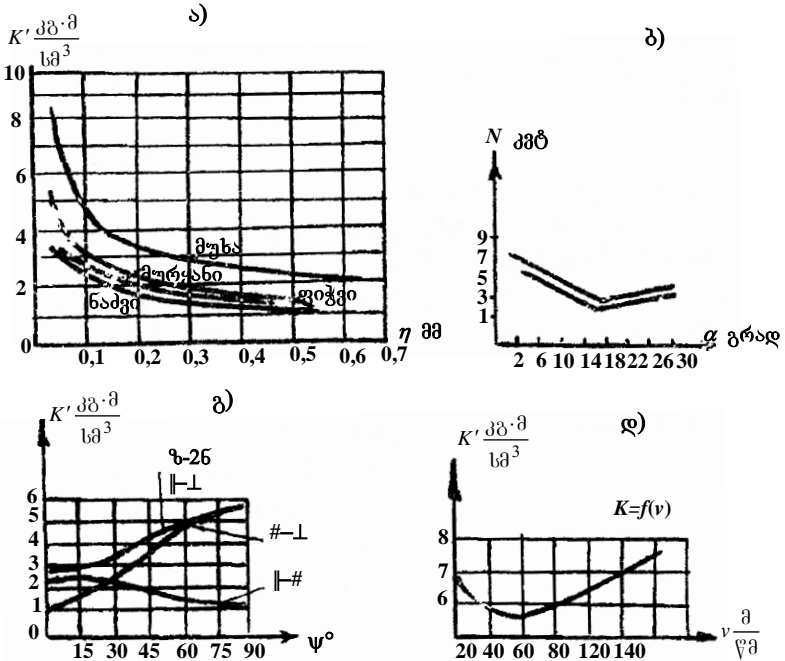 ა)
K′ კგ·მ/სმ³
10
8
6
4
2
0
მუხა
მურყანი
ნაძვი
ფიჭვი
0,1 0,2 0,3 0,4 0,5 0,6 0,7
η მმ
ბ)
N კვტ
9
7
5
3
1
2 6 10 14 18 22 26 30
α გრად
გ)
K′ კგ·მ/სმ³
6
5
4
3
2
1
0
ზ-26
∥–⊥
#–⊥
∥–#
15 30 45 60 75 90
ψ°
დ)
K′ კგ·მ/სმ³
K=f(v)
8
7
6
20 40 60 80 120 140
v მ/წმ